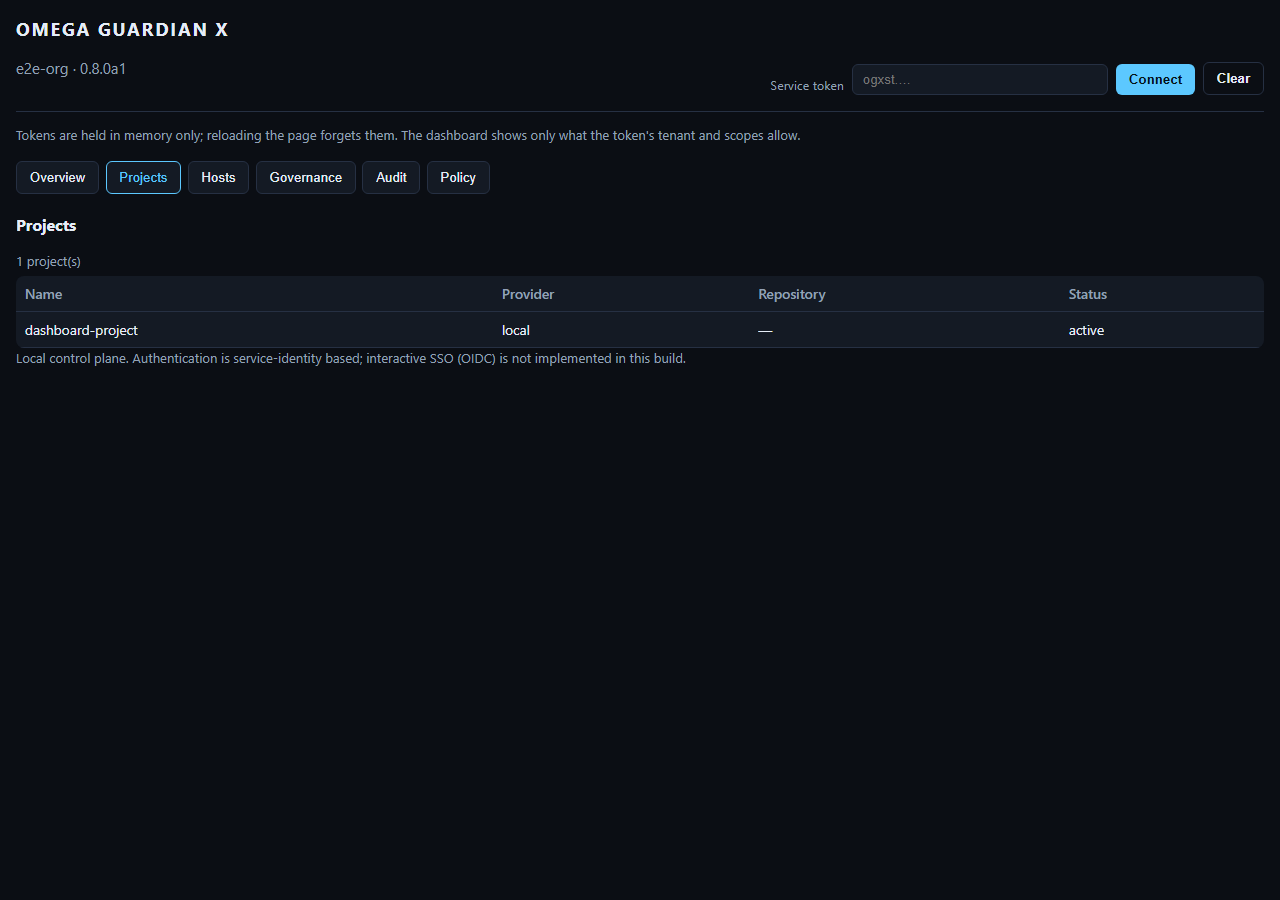 OMEGA GUARDIAN X
e2e-org · 0.8.0a1
Service token ogxst.... Connect Clear
Tokens are held in memory only; reloading the page forgets them. The dashboard shows only what the token's tenant and scopes allow.
Overview Projects Hosts Governance Audit Policy
Projects
1 project(s)
Name Provider Repository Status
dashboard-project local — active
Local control plane. Authentication is service-identity based; interactive SSO (OIDC) is not implemented in this build.